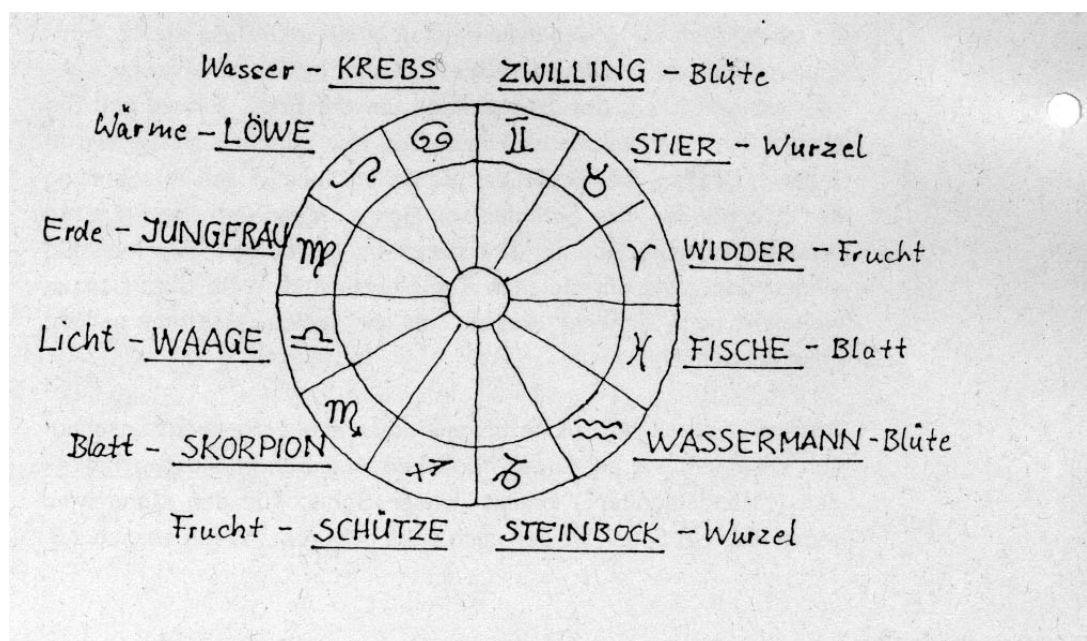 Wasser - KREBS ZWILLING - Blüte
Wärme - LÖWE STIER - Wurzel
Erde - JUNGFRAU WIDDER - Frucht
Licht - WAAGE FISCHE - Blatt
Blatt - SKORPION WASSERMANN - Blüte
Frucht - SCHÜTZE STEINBOCK - Wurzel